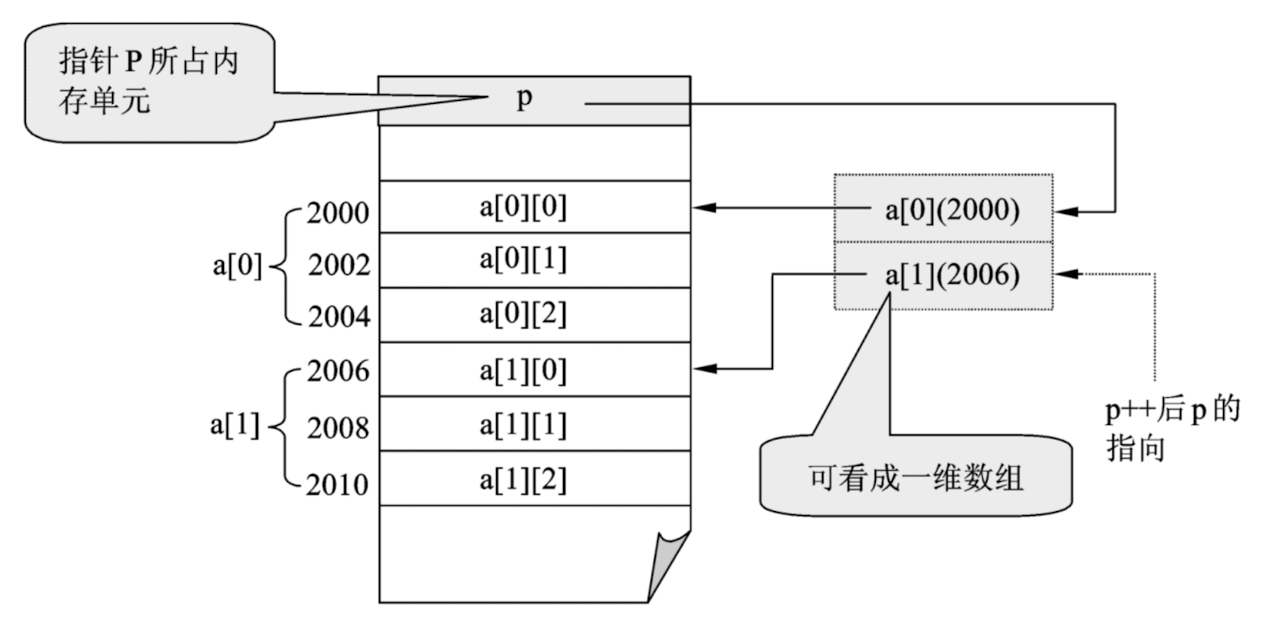 指针 P 所占内
存单元
p
2000
a[0][0]
a[0](2000)
a[0]
2002
a[0][1]
a[1](2006)
2004
a[0][2]
2006
a[1][0]
a[1]
2008
a[1][1]
p++后 p 的
指向
2010
a[1][2]
可看成一维数组